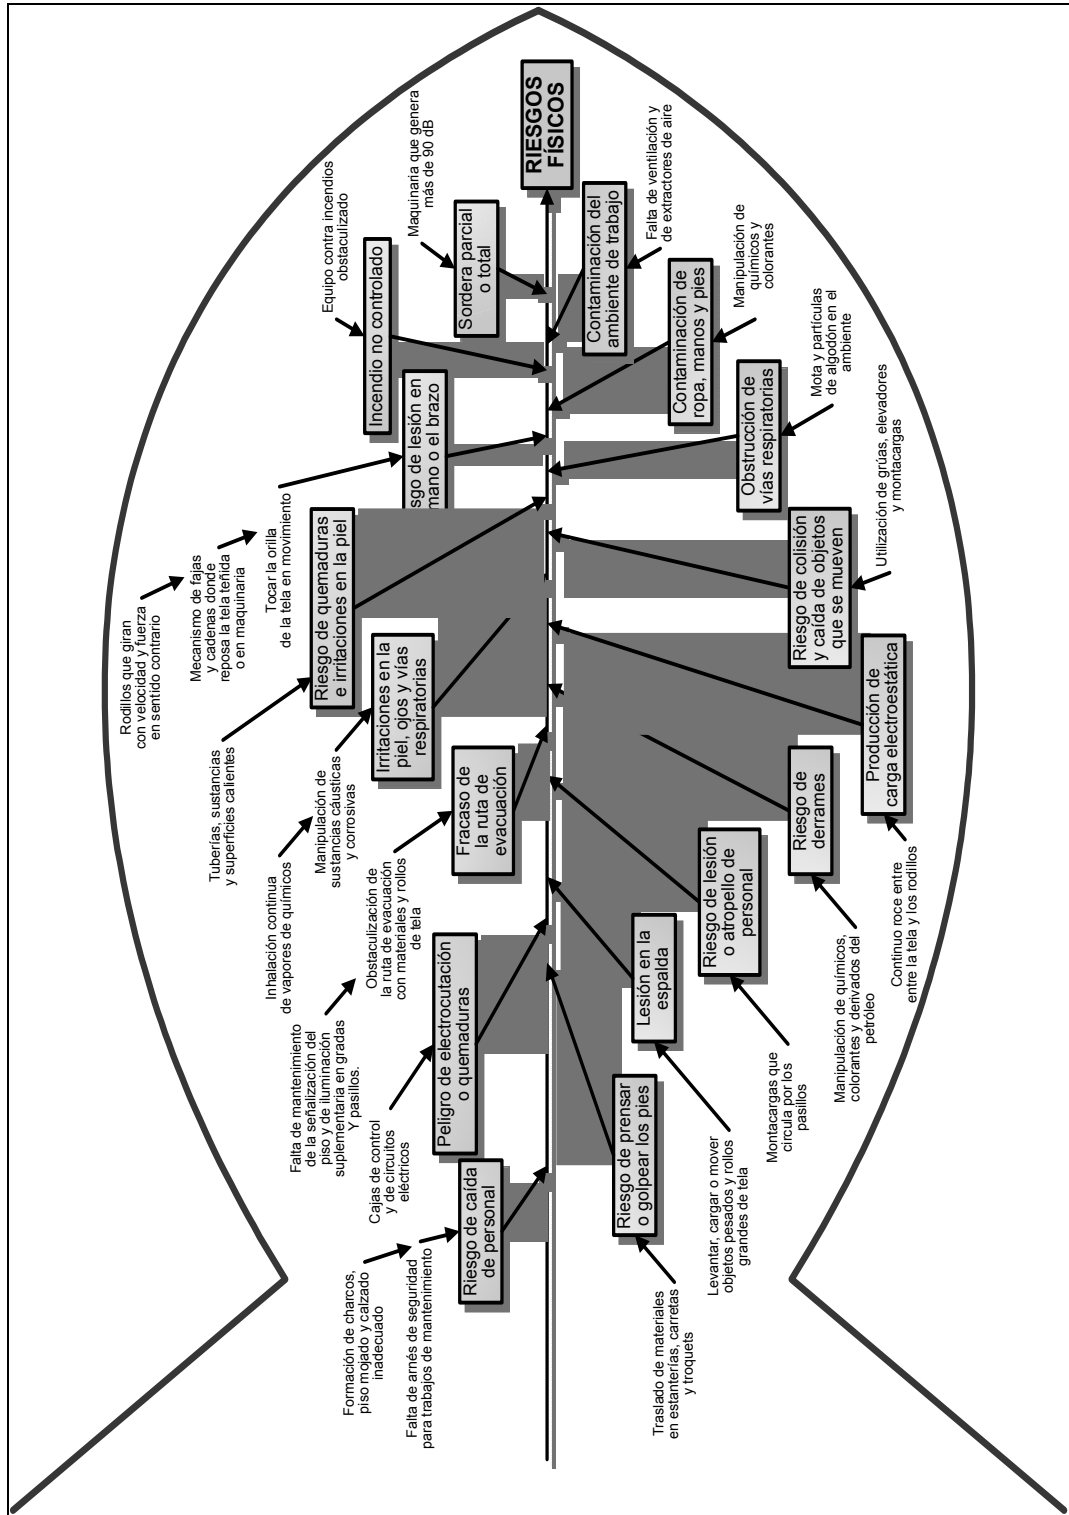 RIESGOS
FÍSICOS
Maquinaria que genera
más de 90 dB
Sordera parcial
o total
Equipo contra incendios
obstaculizado
Incendio no controlado
Rodillos que giran
con velocidad y fuerza
en sentido contrario
Mecanismo de fajas
y cadenas donde
reposa la tela teñida
o en maquinaria
Tocar la orilla
de la tela en movimiento
sgo de lesión en
mano o el brazo
Tuberías, sustancias
y superficies calientes
Riesgo de quemaduras
e irritaciones en la piel
Inhalación continua
de vapores de químicos
Manipulación de
sustancias cáusticas
y corrosivas
Irritaciones en la
piel, ojos y vías
respiratorias
Falta de mantenimiento
de la señalización del
piso y de iluminación
suplementaria en gradas
Y pasillos.
Obstaculización de
la ruta de evacuación
con materiales y rollos
de tela
Fracaso de
la ruta de
evacuación
Cajas de control
y de circuitos
eléctricos
Peligro de electrocutación
o quemaduras
Formación de charcos,
piso mojado y calzado
inadecuado
Falta de arnés de seguridad
para trabajos de mantenimiento
Riesgo de caída
de personal
Contaminación del
ambiente de trabajo
Falta de ventilación y
de extractores de aire
Contaminación de
ropa, manos y pies
Manipulación de
químicos y
colorantes
Obstrucción de
vías respiratorias
Mota y partículas
de algodón en el
ambiente
Riesgo de colisión
y caída de objetos
que se mueven
Utilización de grúas, elevadores
y montacargas
Producción de
carga electroestática
Continuo roce entre
entre la tela y los rodillos
Riesgo de
derrames
Manipulación de químicos,
colorantes y derivados del
petróleo
Riesgo de lesión
o atropello de
personal
Montacargas que
circula por los
pasillos
Lesión en la
espalda
Levantar, cargar o mover
objetos pesados y rollos
grandes de tela
Riesgo de prensar
o golpear los pies
Traslado de materiales
en estanterías, carretas
y troquets